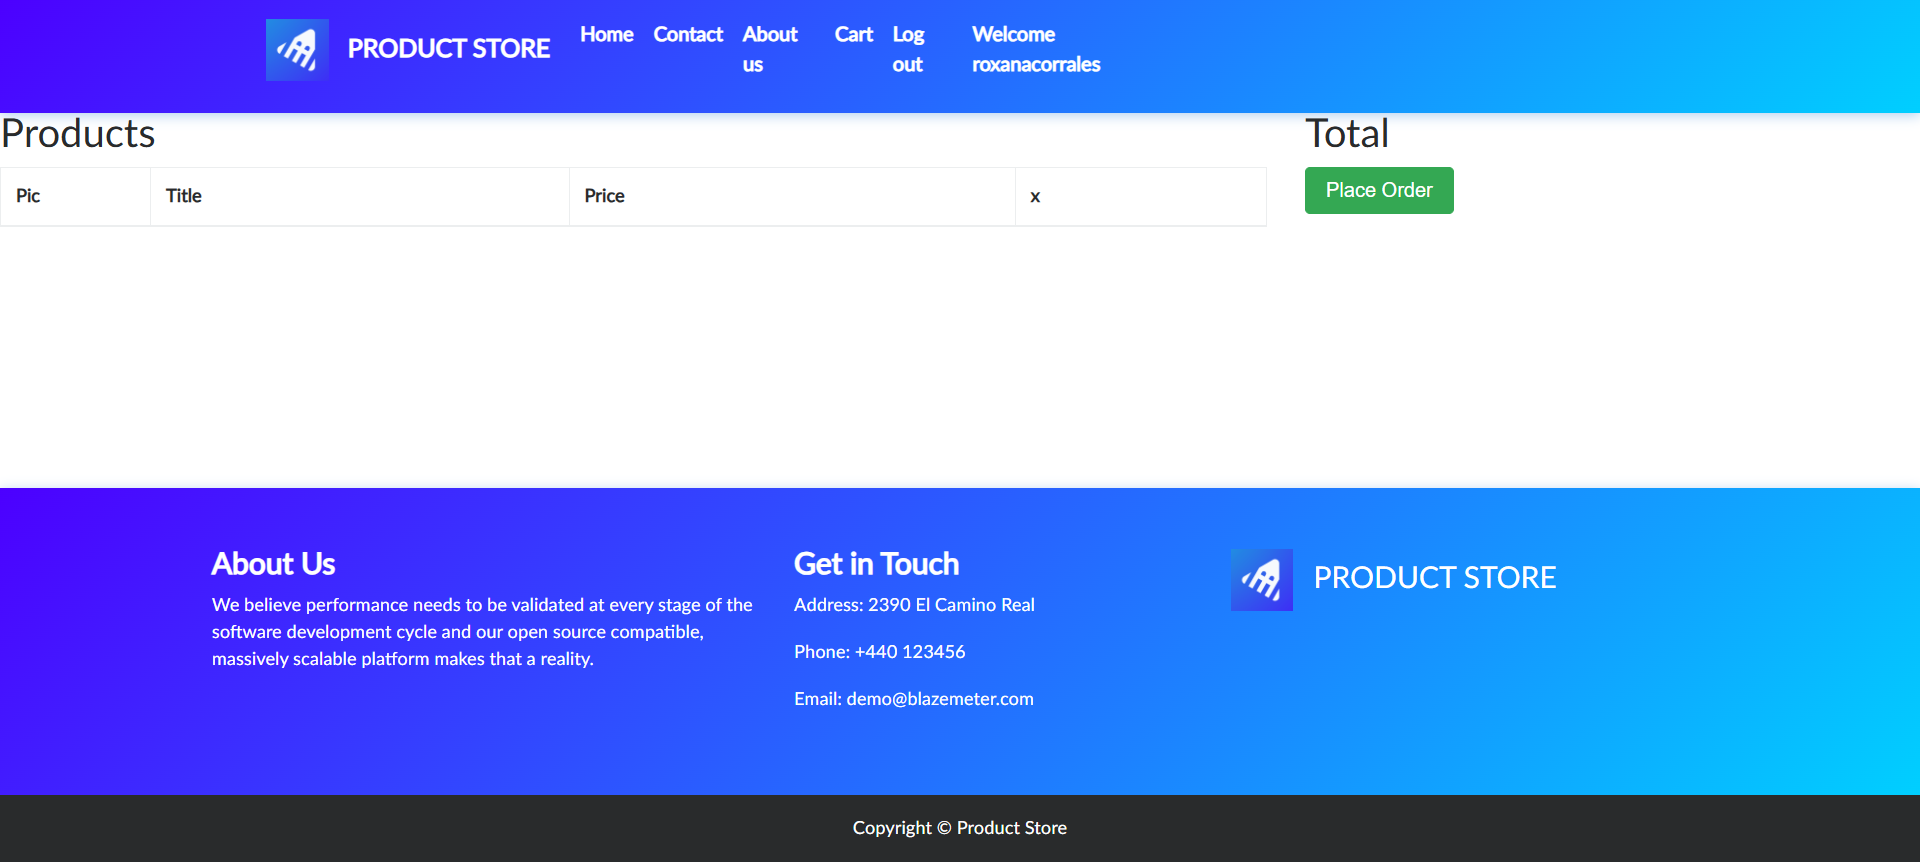 PRODUCT STORE
Home
Contact
About
us
Cart
Log
out
Welcome
roxanacorrales
Products
Total
Pic
Title
Price
x
Place Order
About Us
We believe performance needs to be validated at every stage of the
software development cycle and our open source compatible,
massively scalable platform makes that a reality.
Get in Touch
Address: 2390 El Camino Real
Phone: +440 123456
Email: demo@blazemeter.com
PRODUCT STORE
Copyright © Product Store